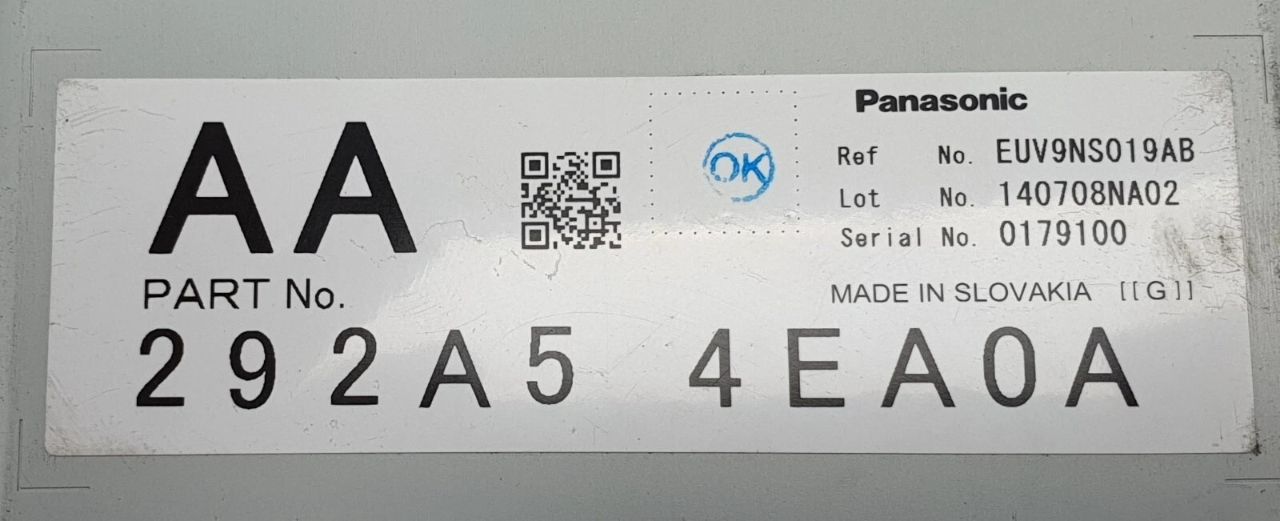 AA
PART No.
292A5 4EA0A
OK
Panasonic
Ref No. EUV9NS019AB
Lot No. 140708NA02
Serial No. 0179100
MADE IN SLOVAKIA [[G]]